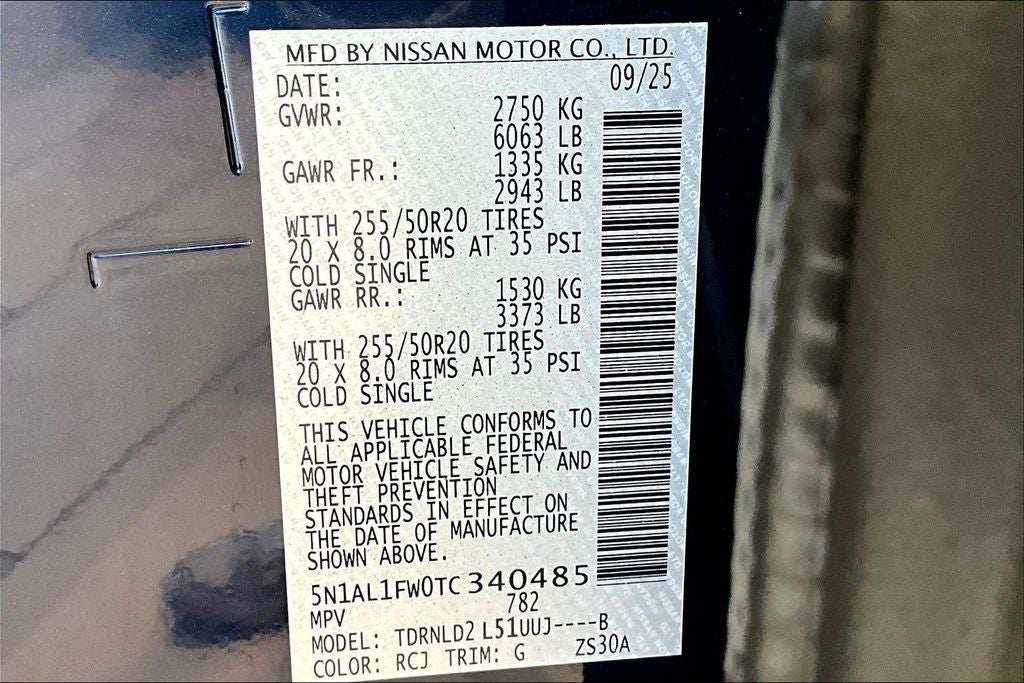 MFD BY NISSAN MOTOR CO., LTD.
DATE: 09/25
GVWR: 2750 KG
6063 LB
GAWR FR.: 1335 KG
2943 LB
WITH 255/50R20 TIRES
20 X 8.0 RIMS AT 35 PSI
COLD SINGLE
GAWR RR.: 1530 KG
3373 LB
WITH 255/50R20 TIRES
20 X 8.0 RIMS AT 35 PSI
COLD SINGLE
THIS VEHICLE CONFORMS TO
ALL APPLICABLE FEDERAL
MOTOR VEHICLE SAFETY AND
THEFT PREVENTION
STANDARDS IN EFFECT ON
THE DATE OF MANUFACTURE
SHOWN ABOVE.
5N1AL1FW0TC340485
MPV 782
MODEL: TDRNLD2 L51UUJ----B
COLOR: RCJ TRIM: G ZS30A